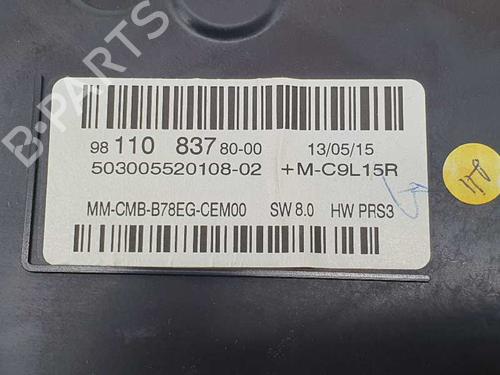 B-PARTS
98 110 837 80-00 13/05/15
503005520108-02 +M-C9L15R
MM-CMB-B78EG-CEM00 SW 8.0 HW PRS3